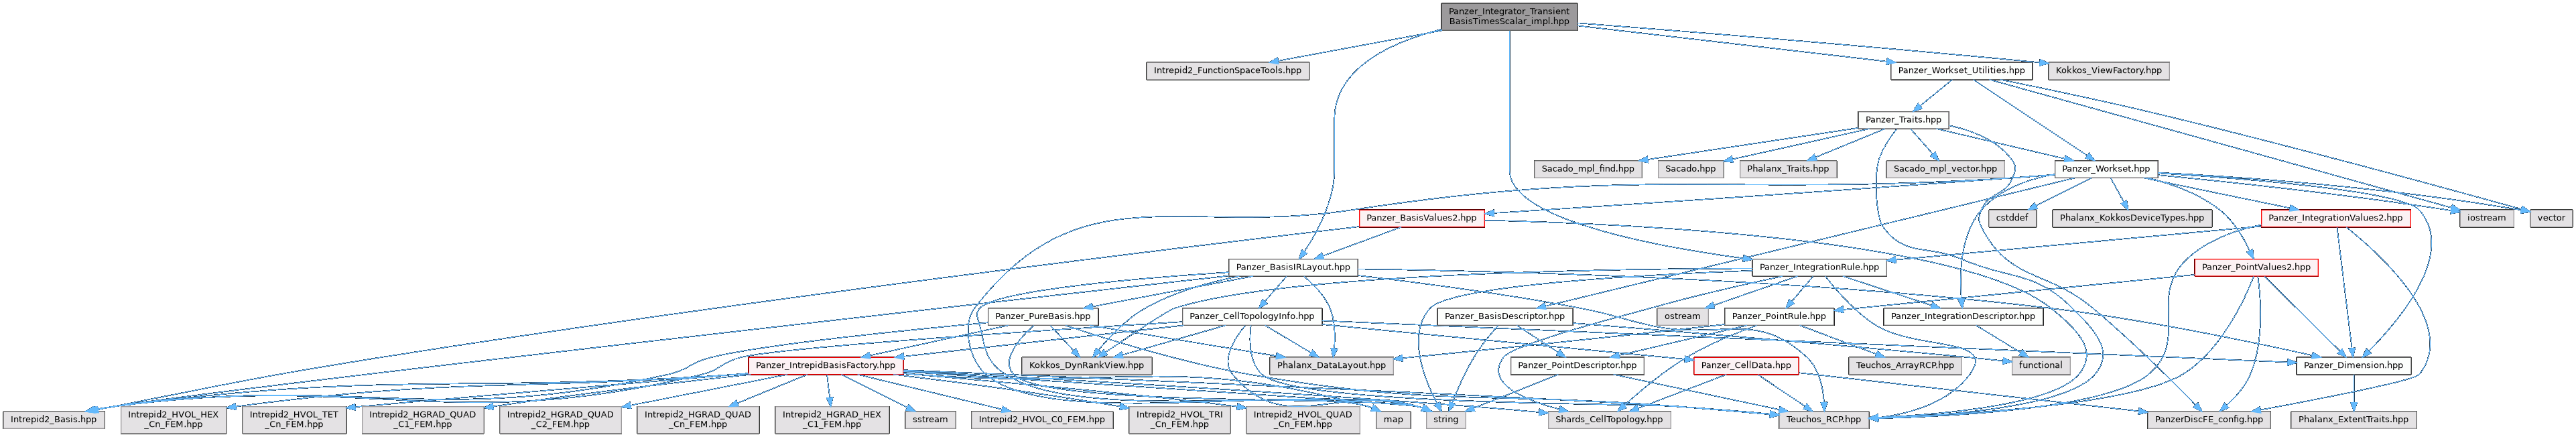 Panzer_Integrator_Transient
BasisTimesScalar_impl.hpp
Intrepid2_FunctionSpaceTools.hpp
Panzer_Workset_Utilities.hpp
Kokkos_ViewFactory.hpp
Panzer_Traits.hpp
Sacado_mpl_find.hpp
Sacado.hpp
Phalanx_Traits.hpp
Sacado_mpl_vector.hpp
Panzer_Workset.hpp
Panzer_BasisValues2.hpp
cstddef
Phalanx_KokkosDeviceTypes.hpp
Panzer_IntegrationValues2.hpp
iostream
vector
Panzer_BasisIRLayout.hpp
Panzer_IntegrationRule.hpp
Panzer_PointValues2.hpp
Panzer_PureBasis.hpp
Panzer_CellTopologyInfo.hpp
Panzer_BasisDescriptor.hpp
ostream
Panzer_PointRule.hpp
Panzer_IntegrationDescriptor.hpp
Panzer_IntrepidBasisFactory.hpp
Kokkos_DynRankView.hpp
Phalanx_DataLayout.hpp
Panzer_PointDescriptor.hpp
Panzer_CellData.hpp
Teuchos_ArrayRCP.hpp
functional
Panzer_Dimension.hpp
Intrepid2_Basis.hpp
Intrepid2_HVOL_HEX
_Cn_FEM.hpp
Intrepid2_HVOL_TET
_Cn_FEM.hpp
Intrepid2_HGRAD_QUAD
_C1_FEM.hpp
Intrepid2_HGRAD_QUAD
_C2_FEM.hpp
Intrepid2_HGRAD_QUAD
_Cn_FEM.hpp
Intrepid2_HGRAD_HEX
_C1_FEM.hpp
sstream
Intrepid2_HVOL_C0_FEM.hpp
Intrepid2_HVOL_TRI
_Cn_FEM.hpp
Intrepid2_HVOL_QUAD
_Cn_FEM.hpp
map
string
Shards_CellTopology.hpp
Teuchos_RCP.hpp
PanzerDiscFE_config.hpp
Phalanx_ExtentTraits.hpp